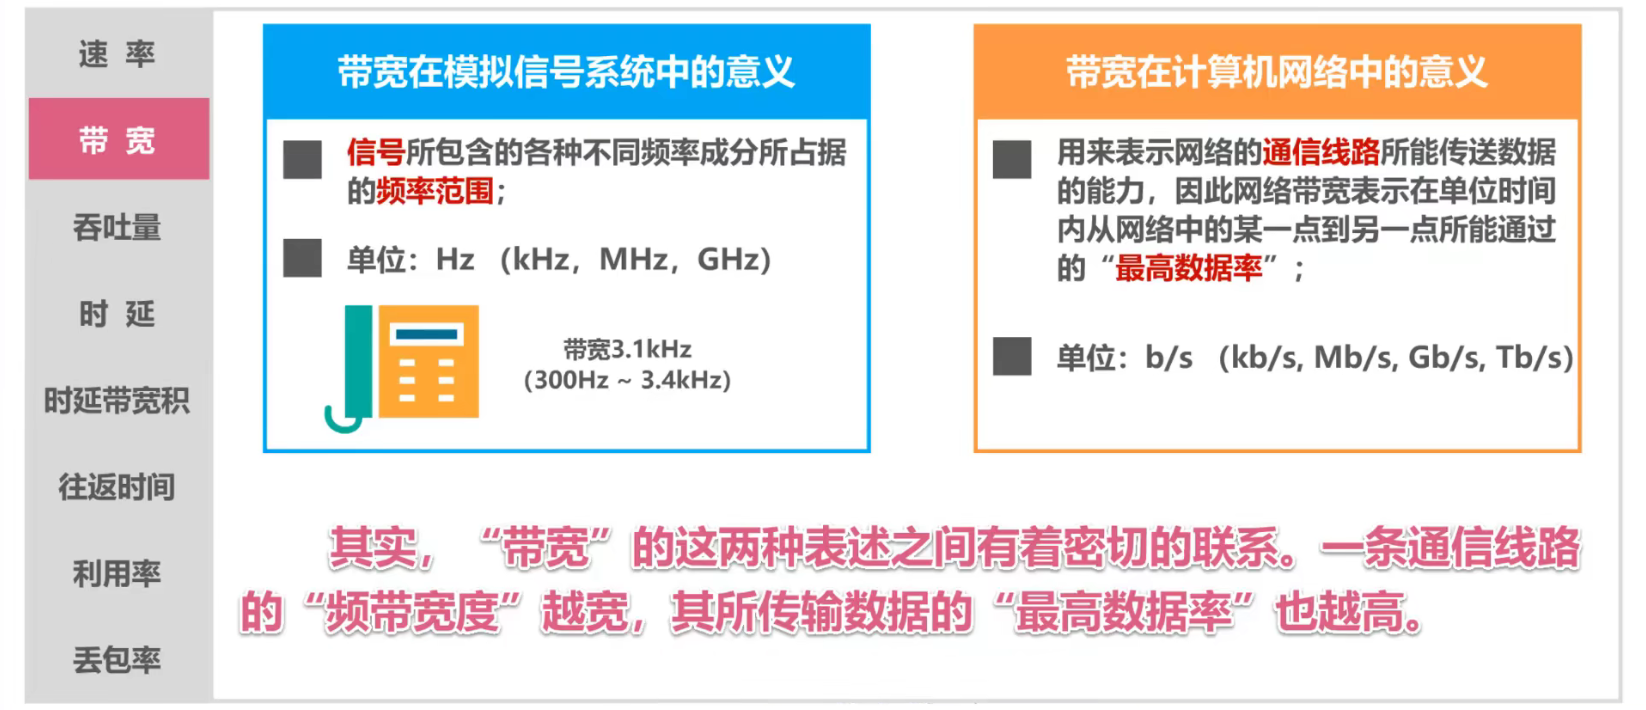 速 率
带 宽
吞吐量
时 延
时延带宽积
往返时间
利用率
丢包率
带宽在模拟信号系统中的意义
信号所包含的各种不同频率成分所占据
的频率范围；
单位：Hz （kHz，MHz，GHz）
带宽3.1kHz
(300Hz ~ 3.4kHz)
带宽在计算机网络中的意义
用来表示网络的通信线路所能传送数据
的能力，因此网络带宽表示在单位时间
内从网络中的某一点到另一点所能通过
的“最高数据率”；
单位：b/s （kb/s, Mb/s, Gb/s, Tb/s）
其实，“带宽”的这两种表述之间有着密切的联系。一条通信线路
的“频带宽度”越宽，其所传输数据的“最高数据率”也越高。